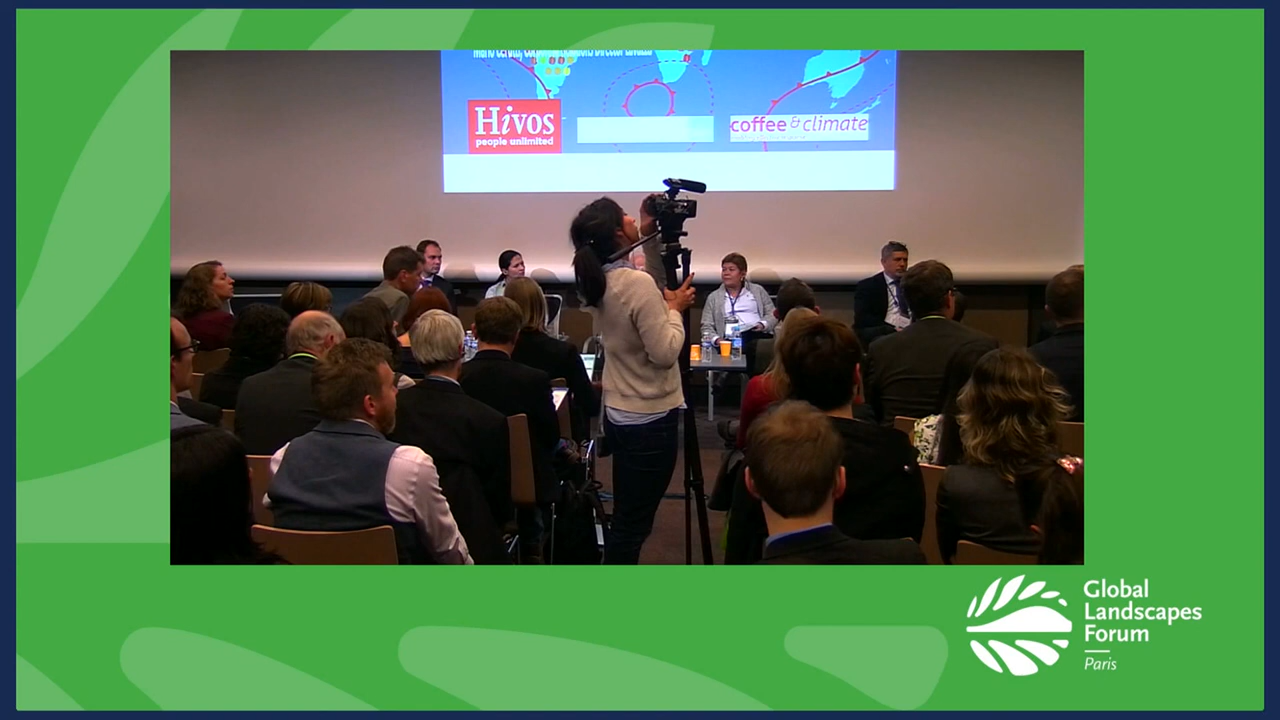 Hivos
people unlimited
coffee & climate
Global
Landscapes
Forum
Paris